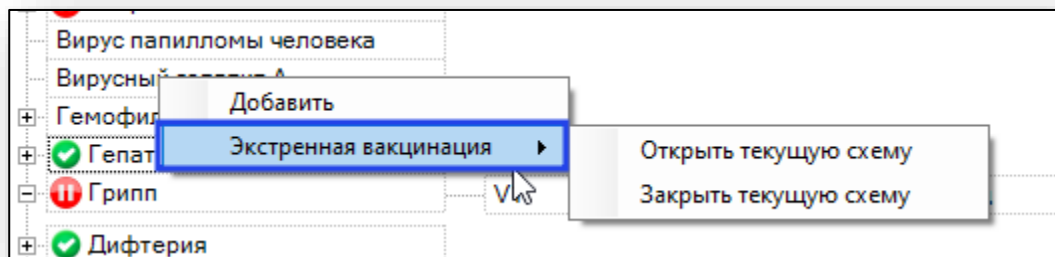 Вирус папилломы человека
Добавить
Экстренная вакцинация
Открыть текущую схему
Закрыть текущую схему
Грипп
Дифтерия